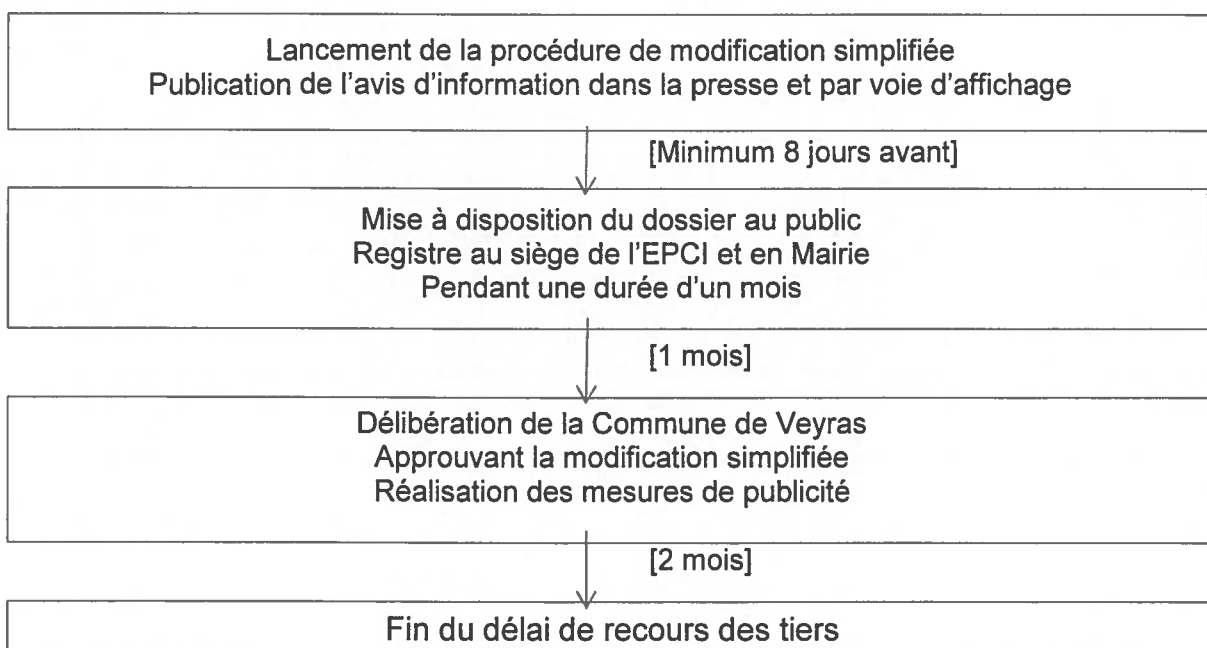 Lancement de la procédure de modification simplifiée
Publication de l'avis d'information dans la presse et par voie d'affichage
[Minimum 8 jours avant]
Mise à disposition du dossier au public
Registre au siège de l'EPCI et en Mairie
Pendant une durée d'un mois
[1 mois]
Délibération de la Commune de Veyras
Approuvant la modification simplifiée
Réalisation des mesures de publicité
[2 mois]
Fin du délai de recours des tiers